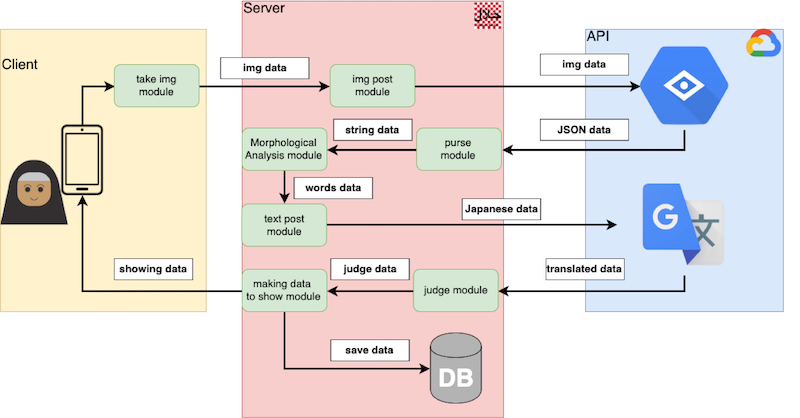 Server
حلال
API
Client
take img
module
img data
img post
module
img data
string data
JSON data
Morphological
Analysis module
purse
module
words data
Japanese data
text post
module
G
文
showing data
judge data
translated data
making data
to show module
judge module
save data
DB